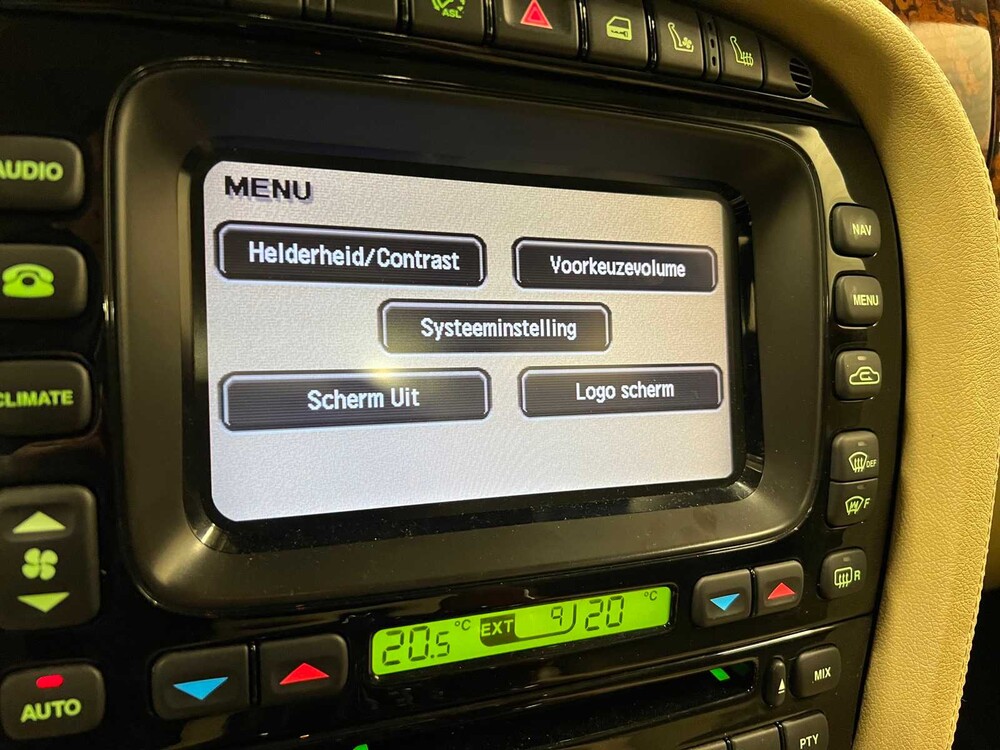 ASL
AUDIO
NAV
MENU
MENU
Helderheid/Contrast
Voorkeuzevolume
Systeeminstelling
Scherm Uit
Logo scherm
CLIMATE
DEF
F
R
20.5 °C EXT 9 20 °C
AUTO
MIX
PTY